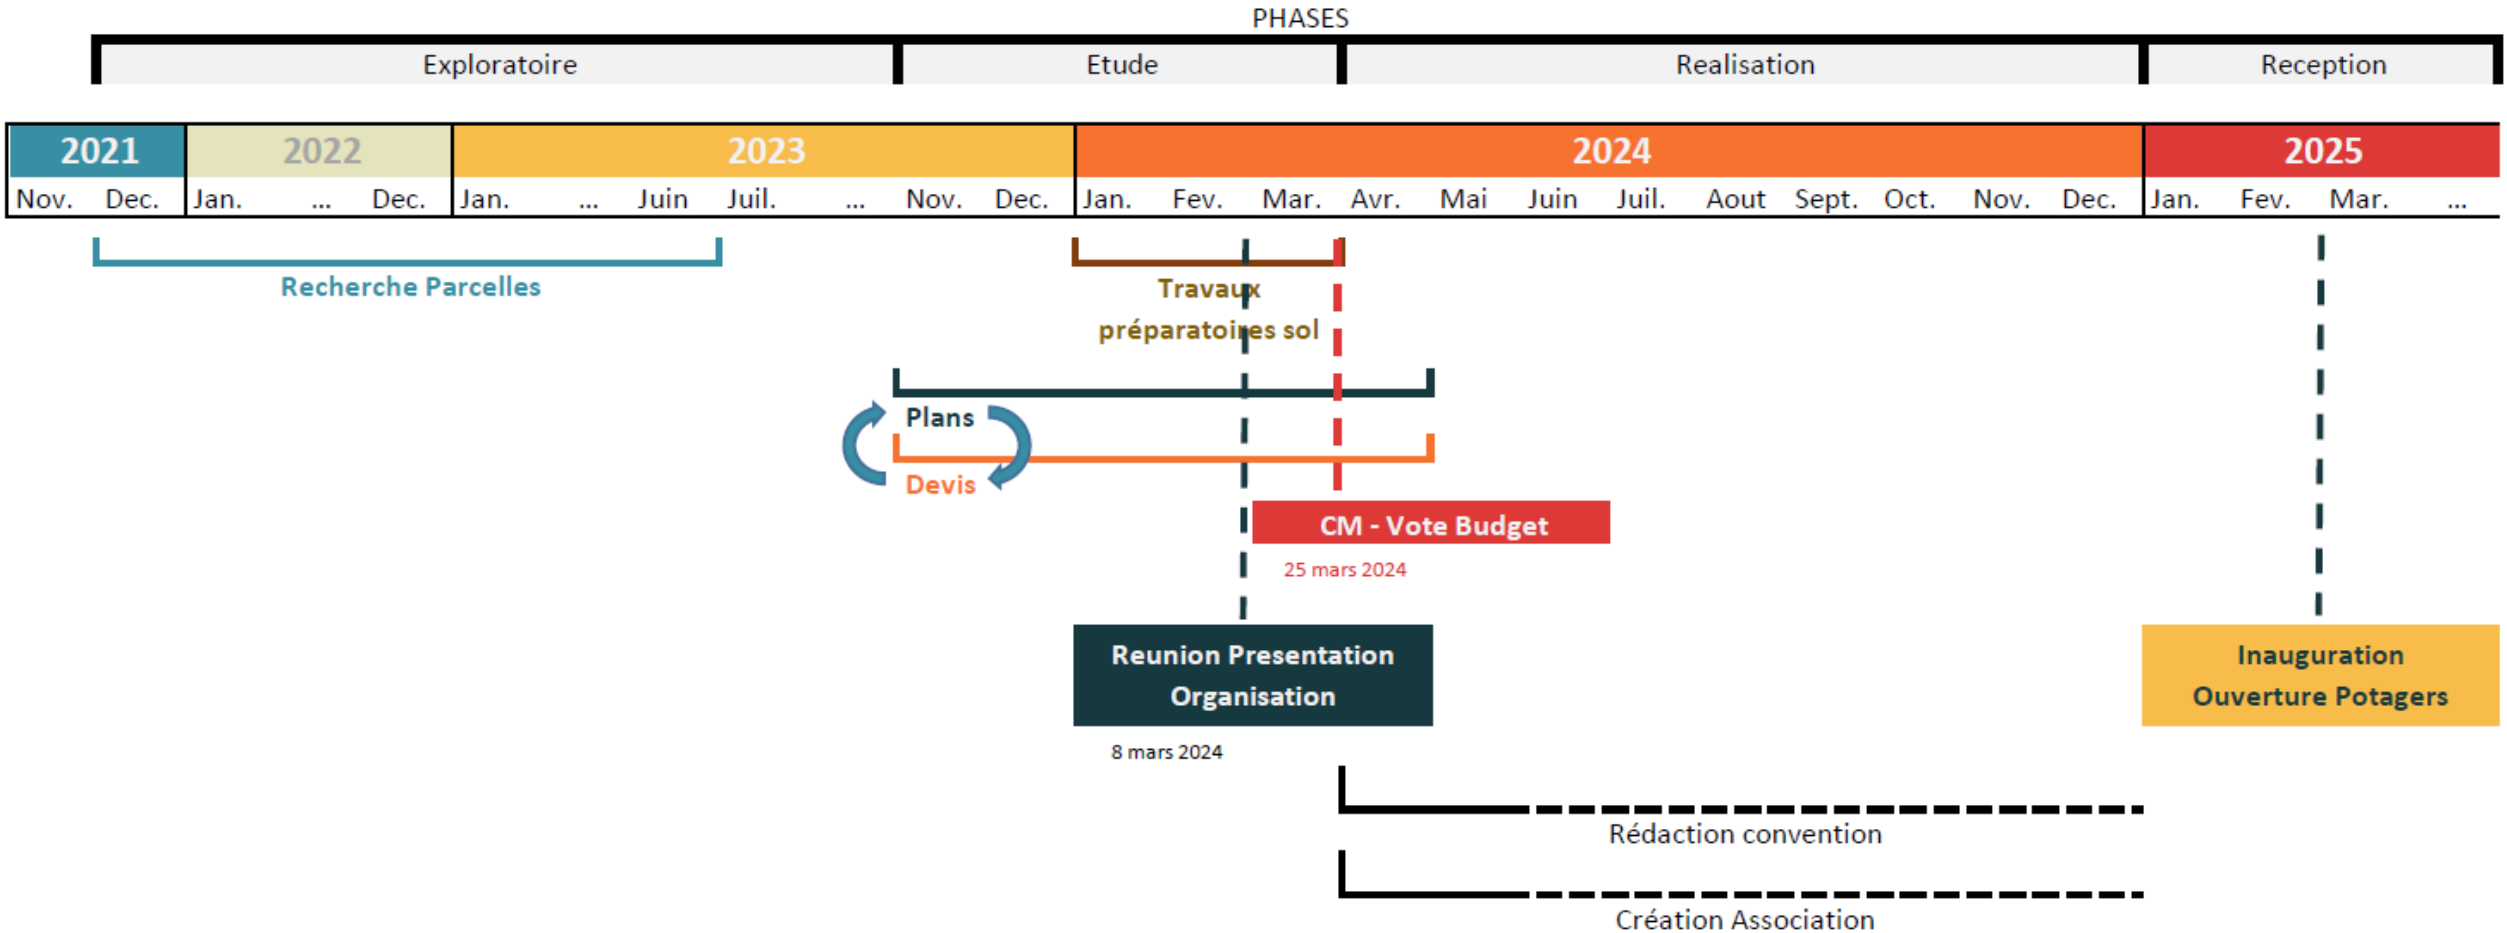 PHASES
Exploratoire Etude Realisation Reception
2021 2022 2023 2024 2025
Nov. Dec. Jan. ... Dec. Jan. ... Juin Juil. ... Nov. Dec. Jan. Fev. Mar. Avr. Mai Juin Juil. Aout Sept. Oct. Nov. Dec. Jan. Fev. Mar. ...
Recherche Parcelles
Travaux
préparatoires sol
Plans
Devis
CM - Vote Budget
25 mars 2024
Reunion Presentation
Organisation
8 mars 2024
Inauguration
Ouverture Potagers
Rédaction convention
Création Association